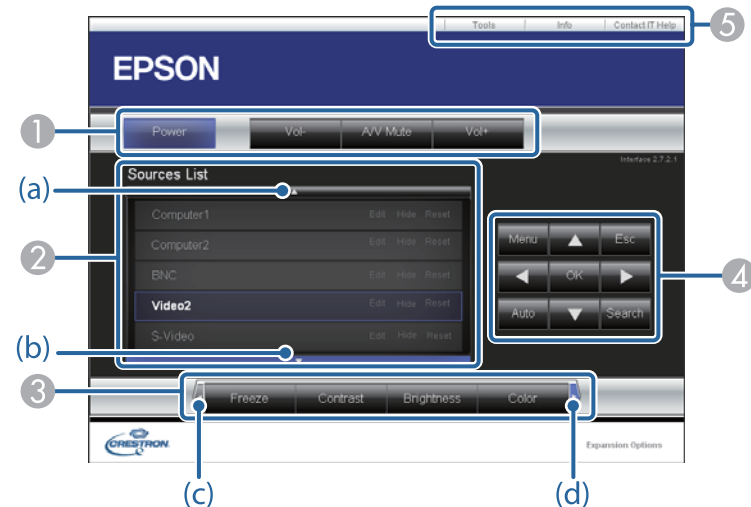 Tools Info Contact IT Help 5
EPSON
1 Power Vol- A/V Mute Vol+
Interface 2.7.2.1
Sources List
(a)
Computer1 Edit Hide Reset
Computer2 Edit Hide Reset
Menu Esc
2 BNC Edit Hide Reset
OK 4
Video2 Edit Hide Reset
Auto Search
S-Video Edit Hide Reset
(b)
3 Freeze Contrast Brightness Color
CRESTRON Expansion Options
(c) (d)